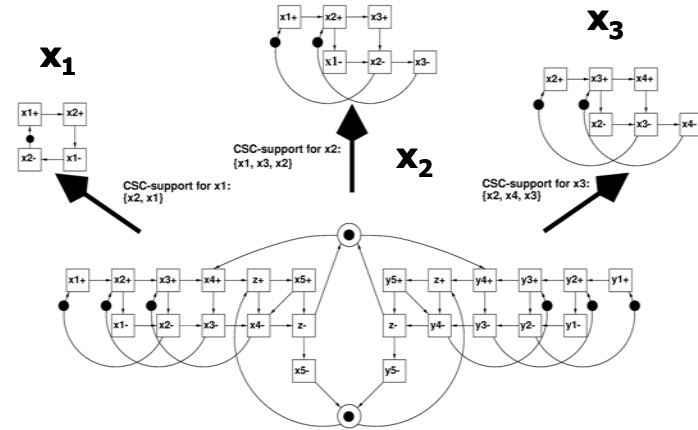 x1+ x2+ x3+
x1- x2- x3-
X1
X3
x1+ x2+
x2- x1-
x2+ x3+ x4+
x2- x3- x4-
CSC-support for x2:
{x1, x3, x2}
X2
CSC-support for x1:
{x2, x1}
CSC-support for x3:
{x2, x4, x3}
x1+ x2+ x3+ x4+ z+ x5+ y5+ z+ y4+ y3+ y2+ y1+
x1- x2- x3- x4- z- z- y4- y3- y2- y1-
x5- y5-